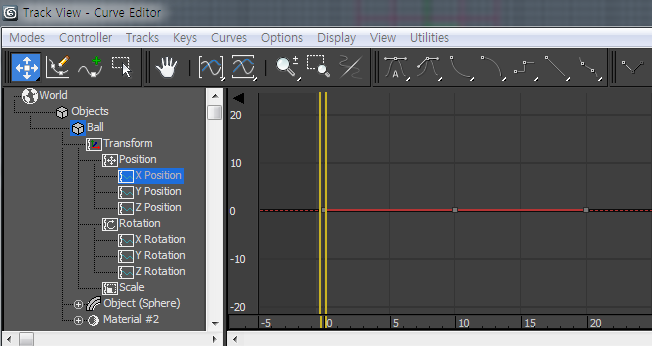 Track View - Curve Editor
Modes Controller Tracks Keys Curves Options Display View Utilities
A
World
Objects
Ball
Transform
Position
X Position
Y Position
Z Position
Rotation
X Rotation
Y Rotation
Z Rotation
Scale
Object (Sphere)
Material #2
20
10
0
-10
-20
-5 0 5 10 15 20